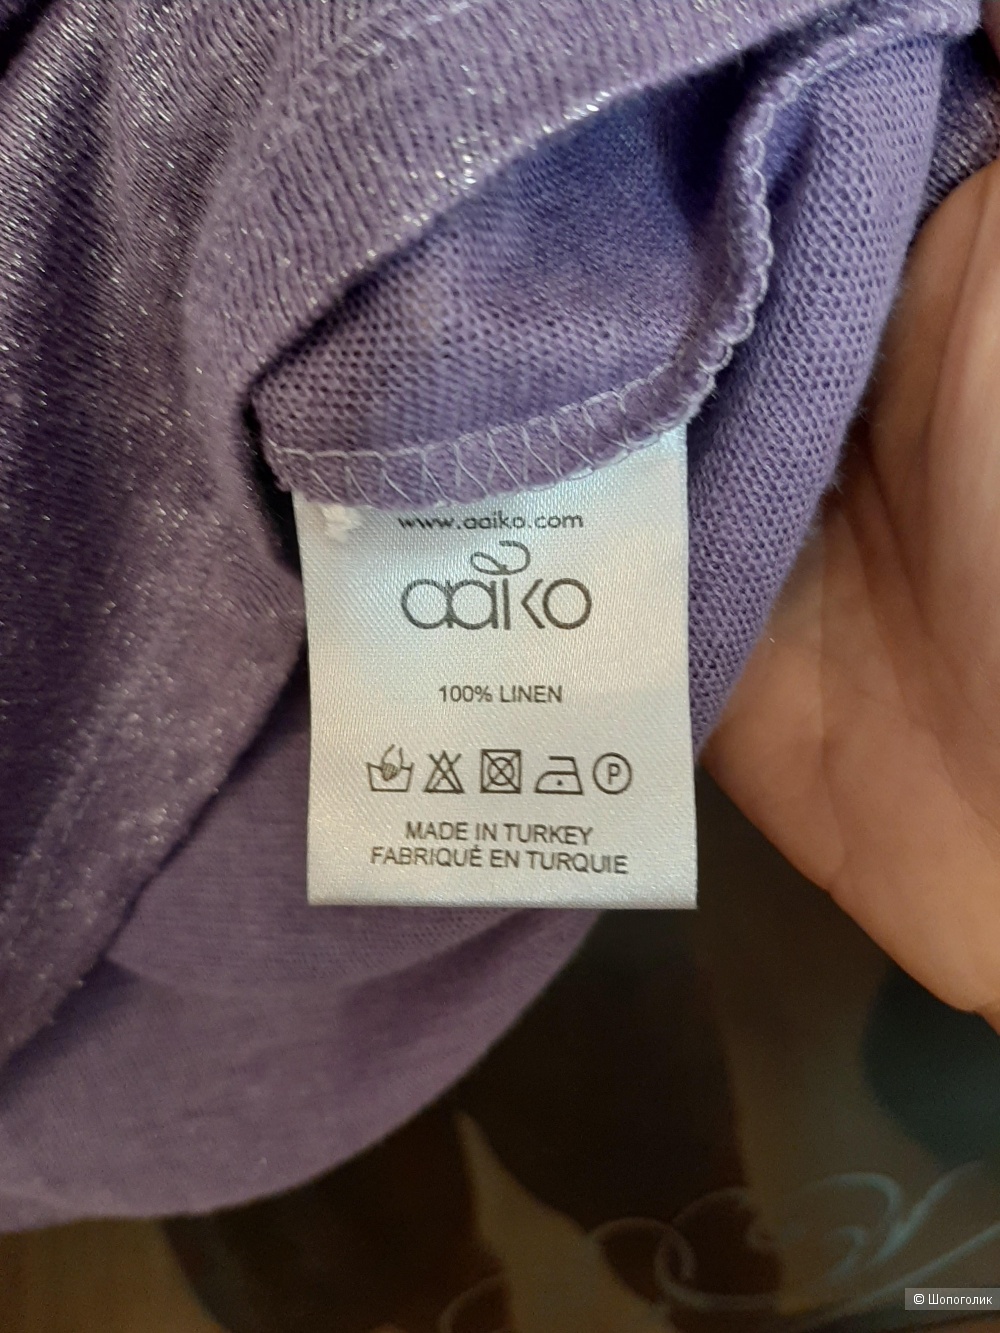 www.aaiko.com
aaiko
100% LINEN
P
MADE IN TURKEY
FABRIQUÉ EN TURQUIE
© Шопоголик